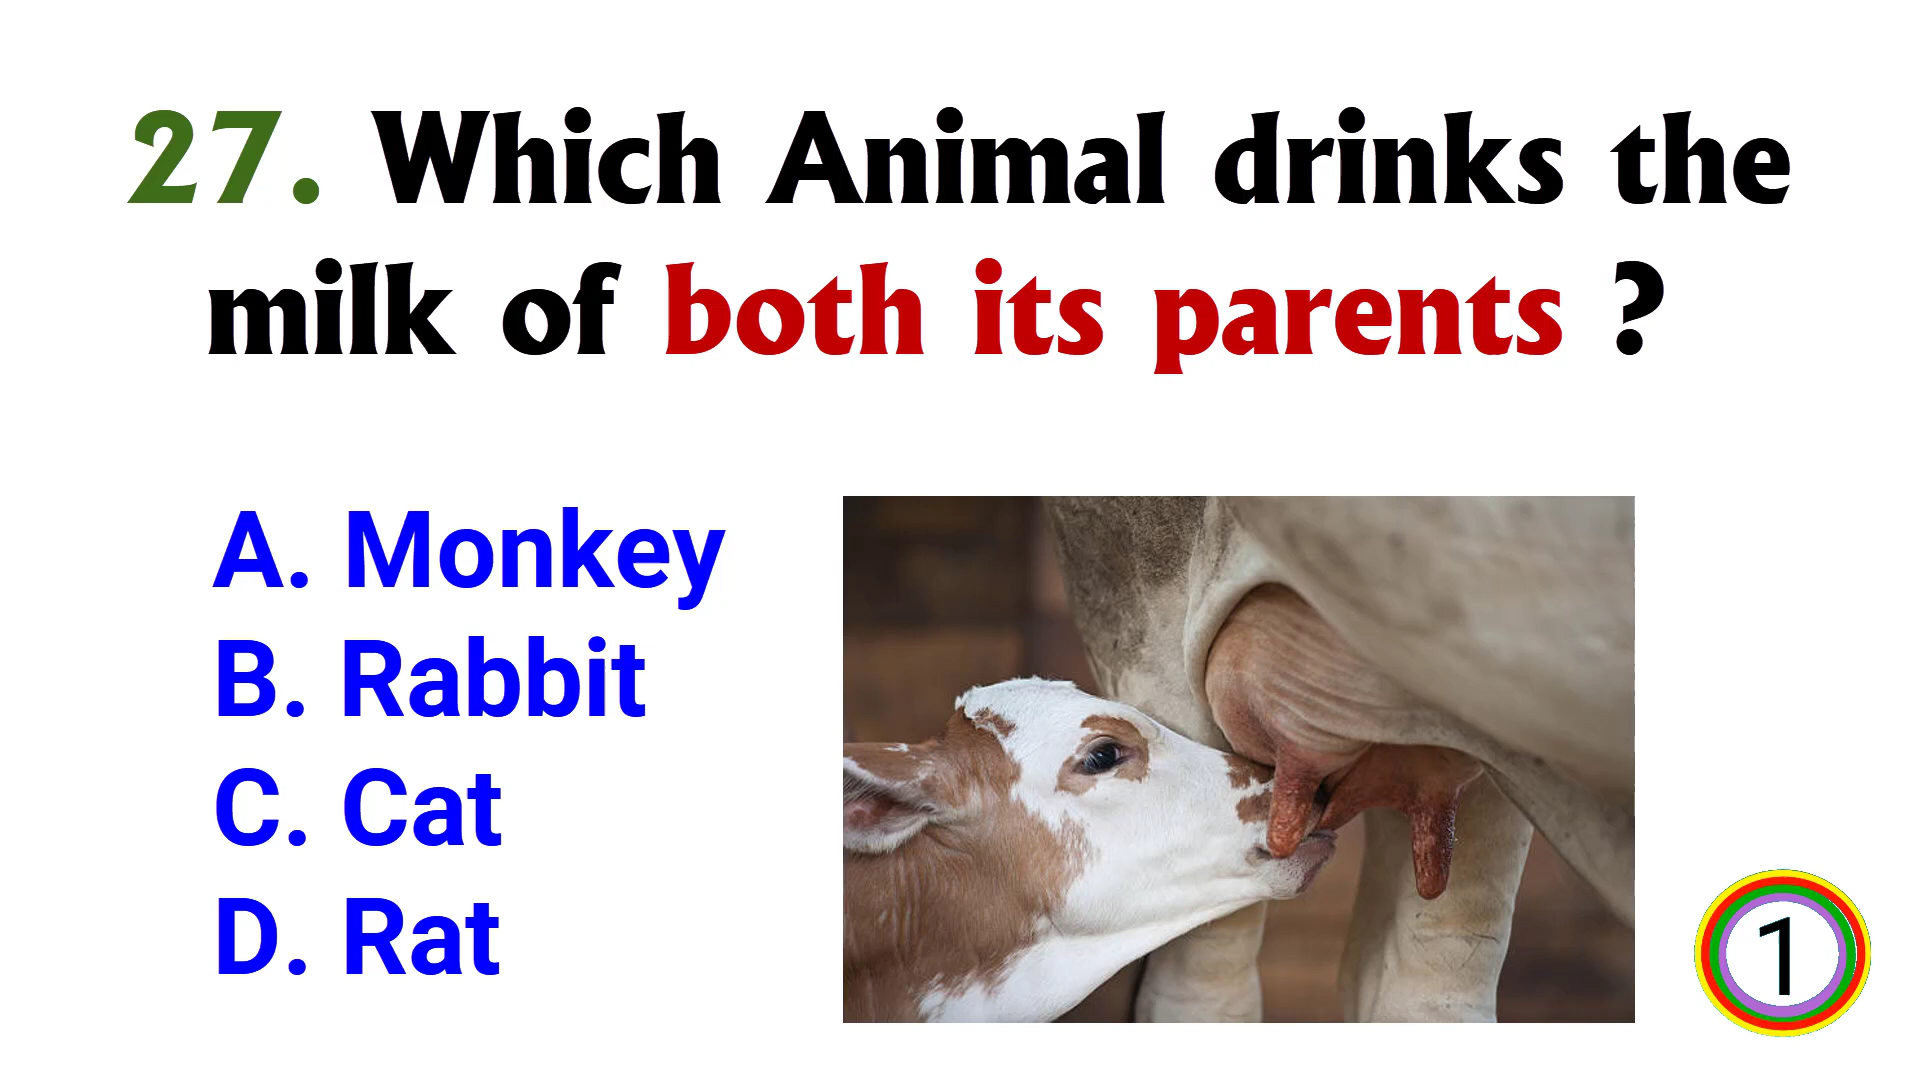 27. Which Animal drinks the
milk of both its parents ?
A. Monkey
B. Rabbit
C. Cat
D. Rat
1